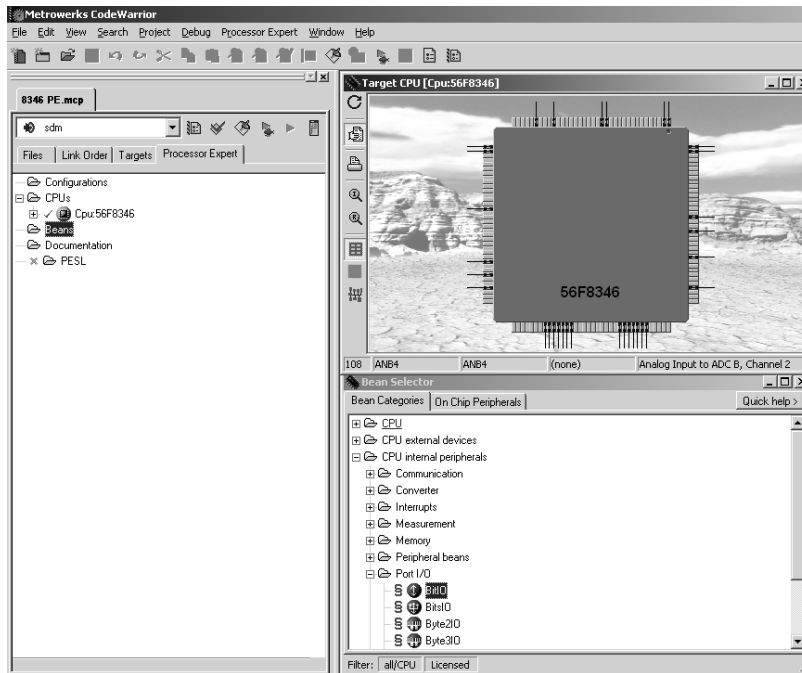 Metrowerks CodeWarrior
File Edit View Search Project Debug Processor Expert Window Help
8346 PE.mcp
sdm
Files Link Order Targets Processor Expert
Configurations
CPUs
Cpu:56F8346
Beans
Documentation
PESL
Target CPU [Cpu:56F8346]
56F8346
108 ANB4 ANB4 (none) Analog Input to ADC B, Channel 2
Bean Selector
Bean Categories On Chip Peripherals Quick help >
CPU
CPU external devices
CPU internal peripherals
Communication
Converter
Interrupts
Measurement
Memory
Peripheral beans
Port I/O
BitIO
BitsIO
Byte2IO
Byte3IO
Filter: all/CPU Licensed